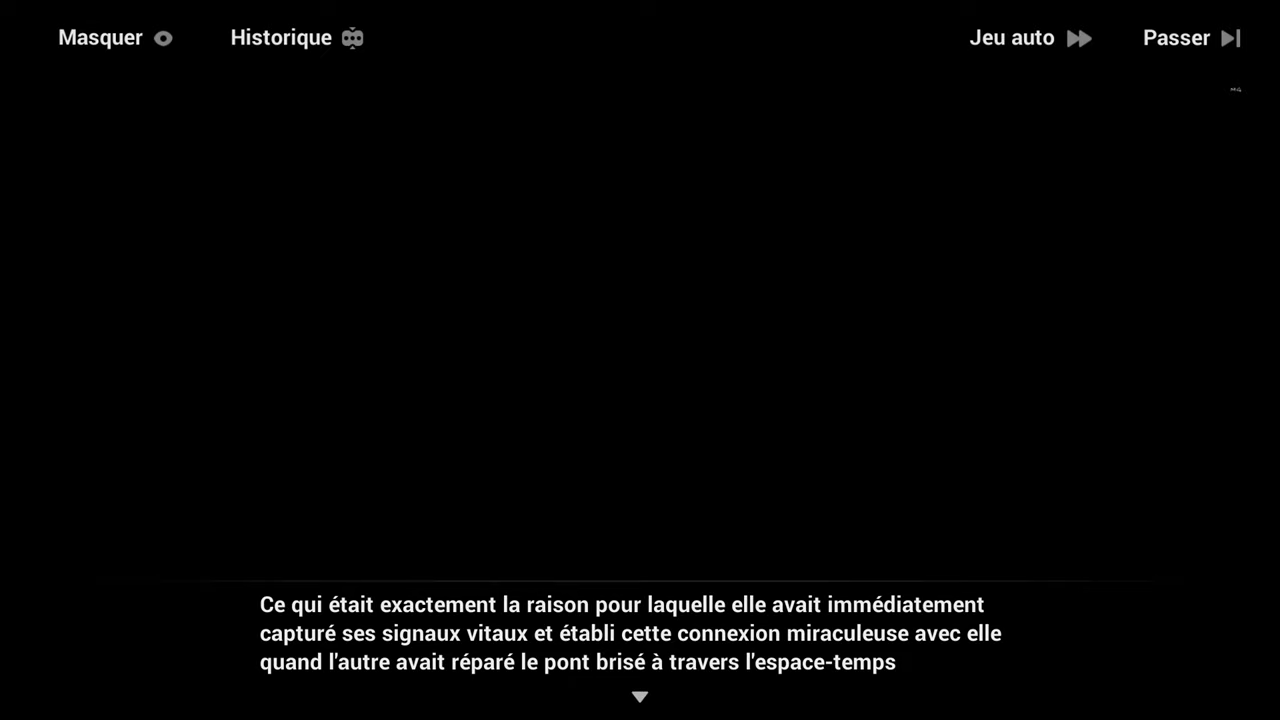 Masquer
Historique
Jeu auto
Passer
Ce qui était exactement la raison pour laquelle elle avait immédiatement
capturé ses signaux vitaux et établi cette connexion miraculeuse avec elle
quand l'autre avait réparé le pont brisé à travers l'espace-temps